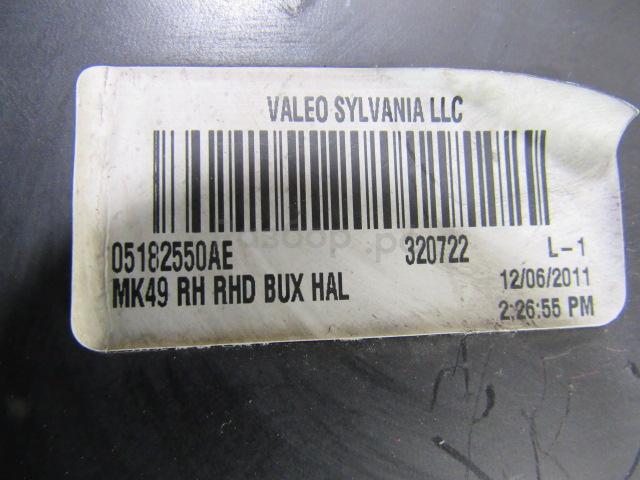 VALEO SYLVANIA LLC
05182550AE 320722 L-1
MK49 RH RHD BUX HAL 12/06/2011
2:26:55 PM